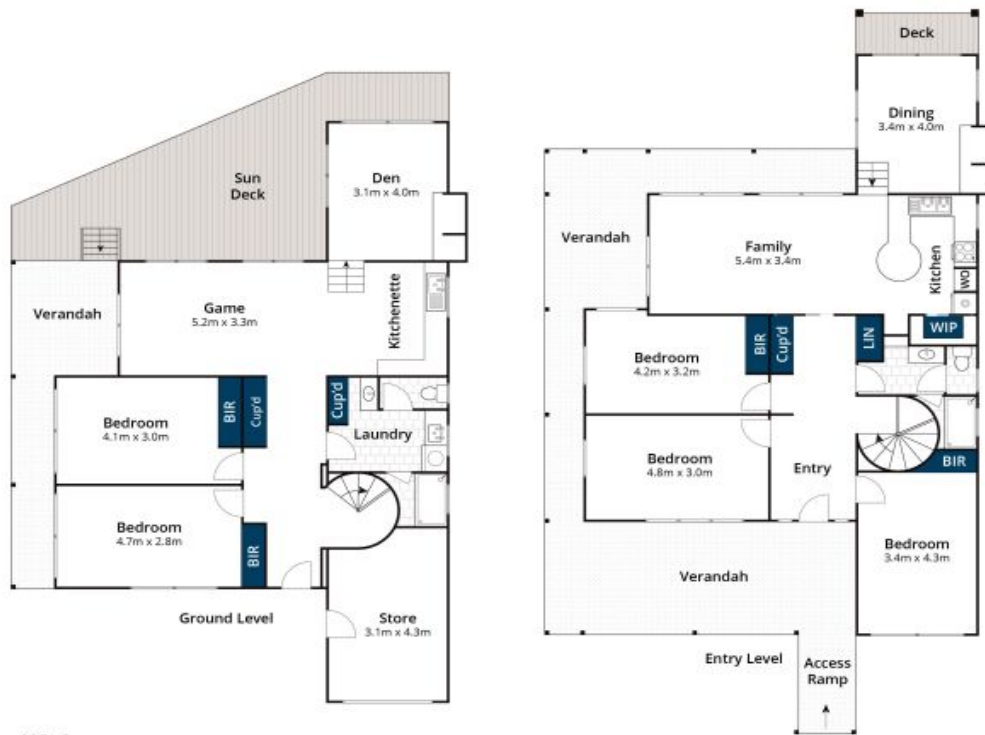 Sun
Deck
Den
3.1m x 4.0m
Verandah
Game
5.2m x 3.3m
Kitchenette
Bedroom
4.1m x 3.0m
BIR
Cup'd
Cup'd
Laundry
Bedroom
4.7m x 2.8m
BIR
Ground Level
Store
3.1m x 4.3m
Deck
Dining
3.4m x 4.0m
Verandah
Family
5.4m x 3.4m
Kitchen
WO
WIP
LIN
Bedroom
4.2m x 3.2m
BIR
Cup'd
Bedroom
4.8m x 3.0m
Entry
BIR
Bedroom
3.4m x 4.3m
Verandah
Entry Level
Access
Ramp